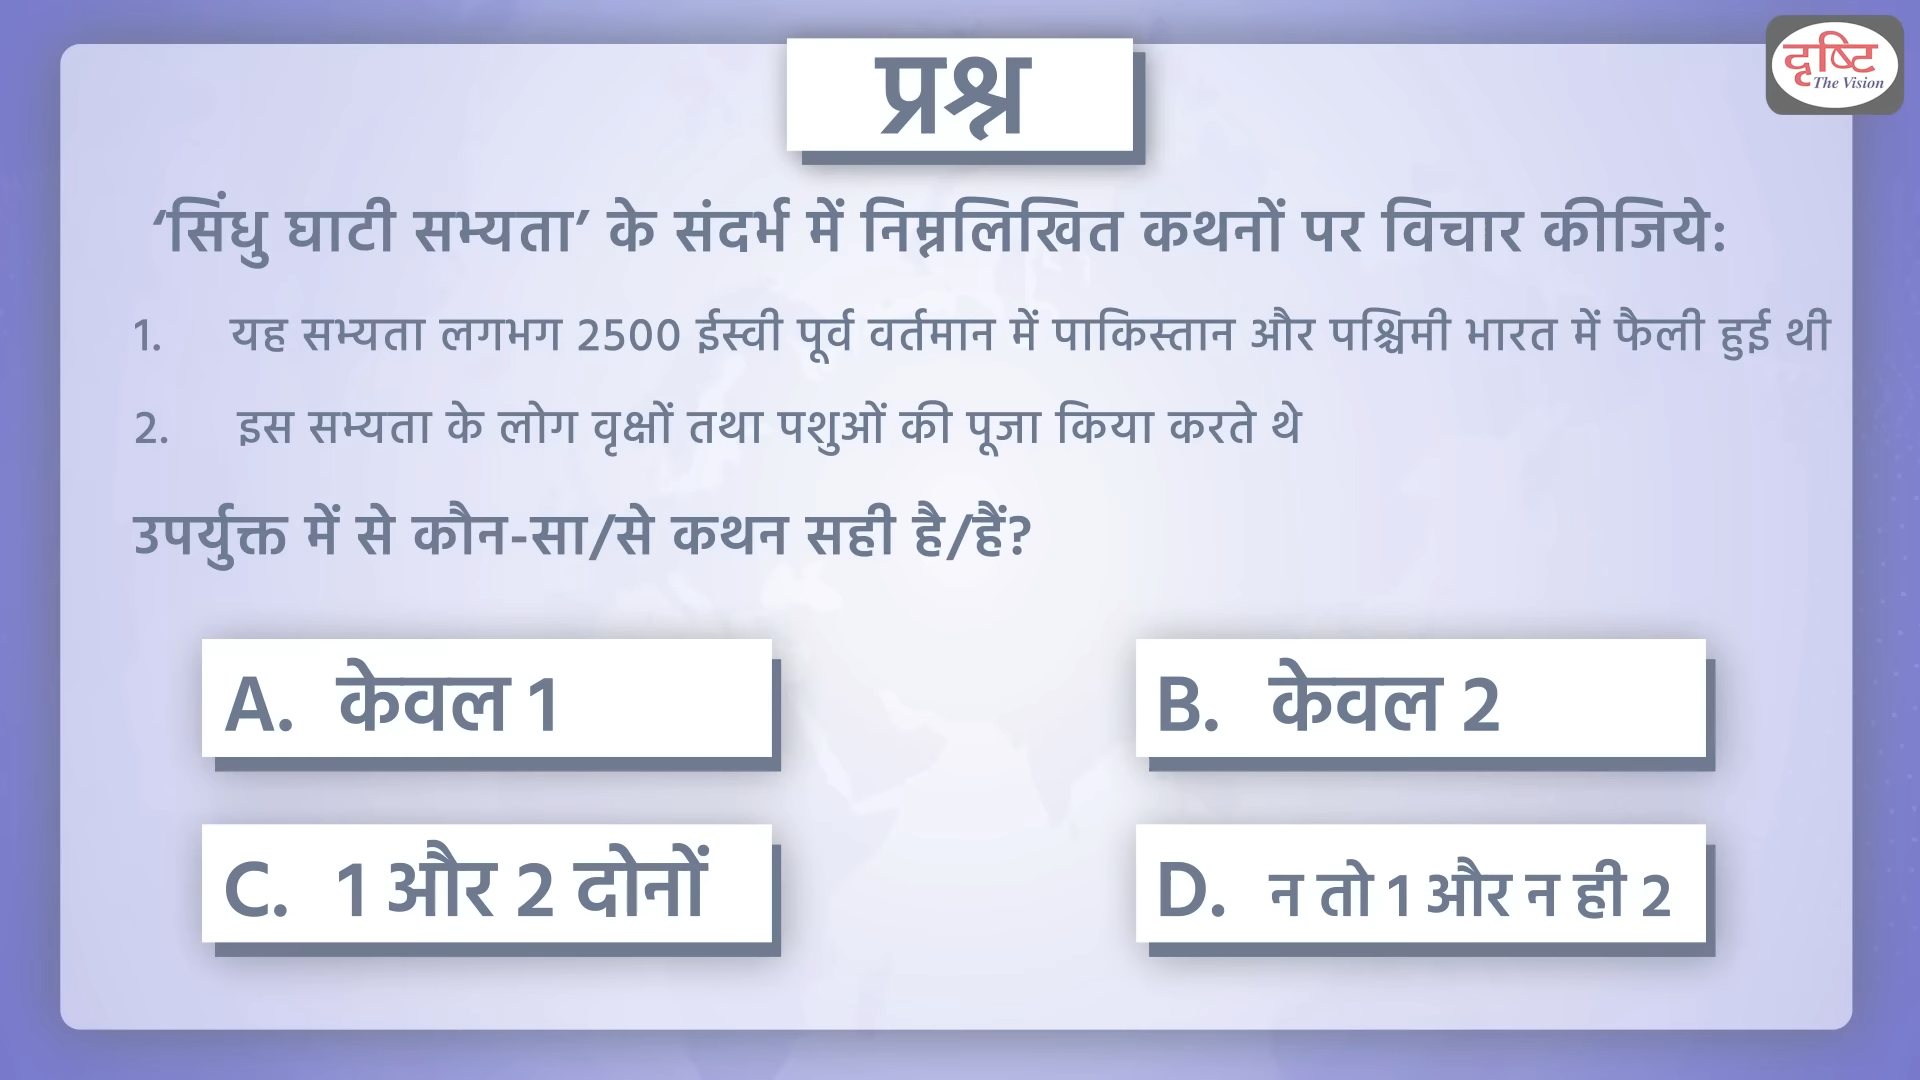 दृष्टि
The Vision
प्रश्न
‘सिंधु घाटी सभ्यता’ के संदर्भ में निम्नलिखित कथनों पर विचार कीजिये:
1. यह सभ्यता लगभग 2500 ईस्वी पूर्व वर्तमान में पाकिस्तान और पश्चिमी भारत में फैली हुई थी
2. इस सभ्यता के लोग वृक्षों तथा पशुओं की पूजा किया करते थे
उपर्युक्त में से कौन-सा/से कथन सही है/हैं?
A. केवल 1
B. केवल 2
C. 1 और 2 दोनों
D. न तो 1 और न ही 2